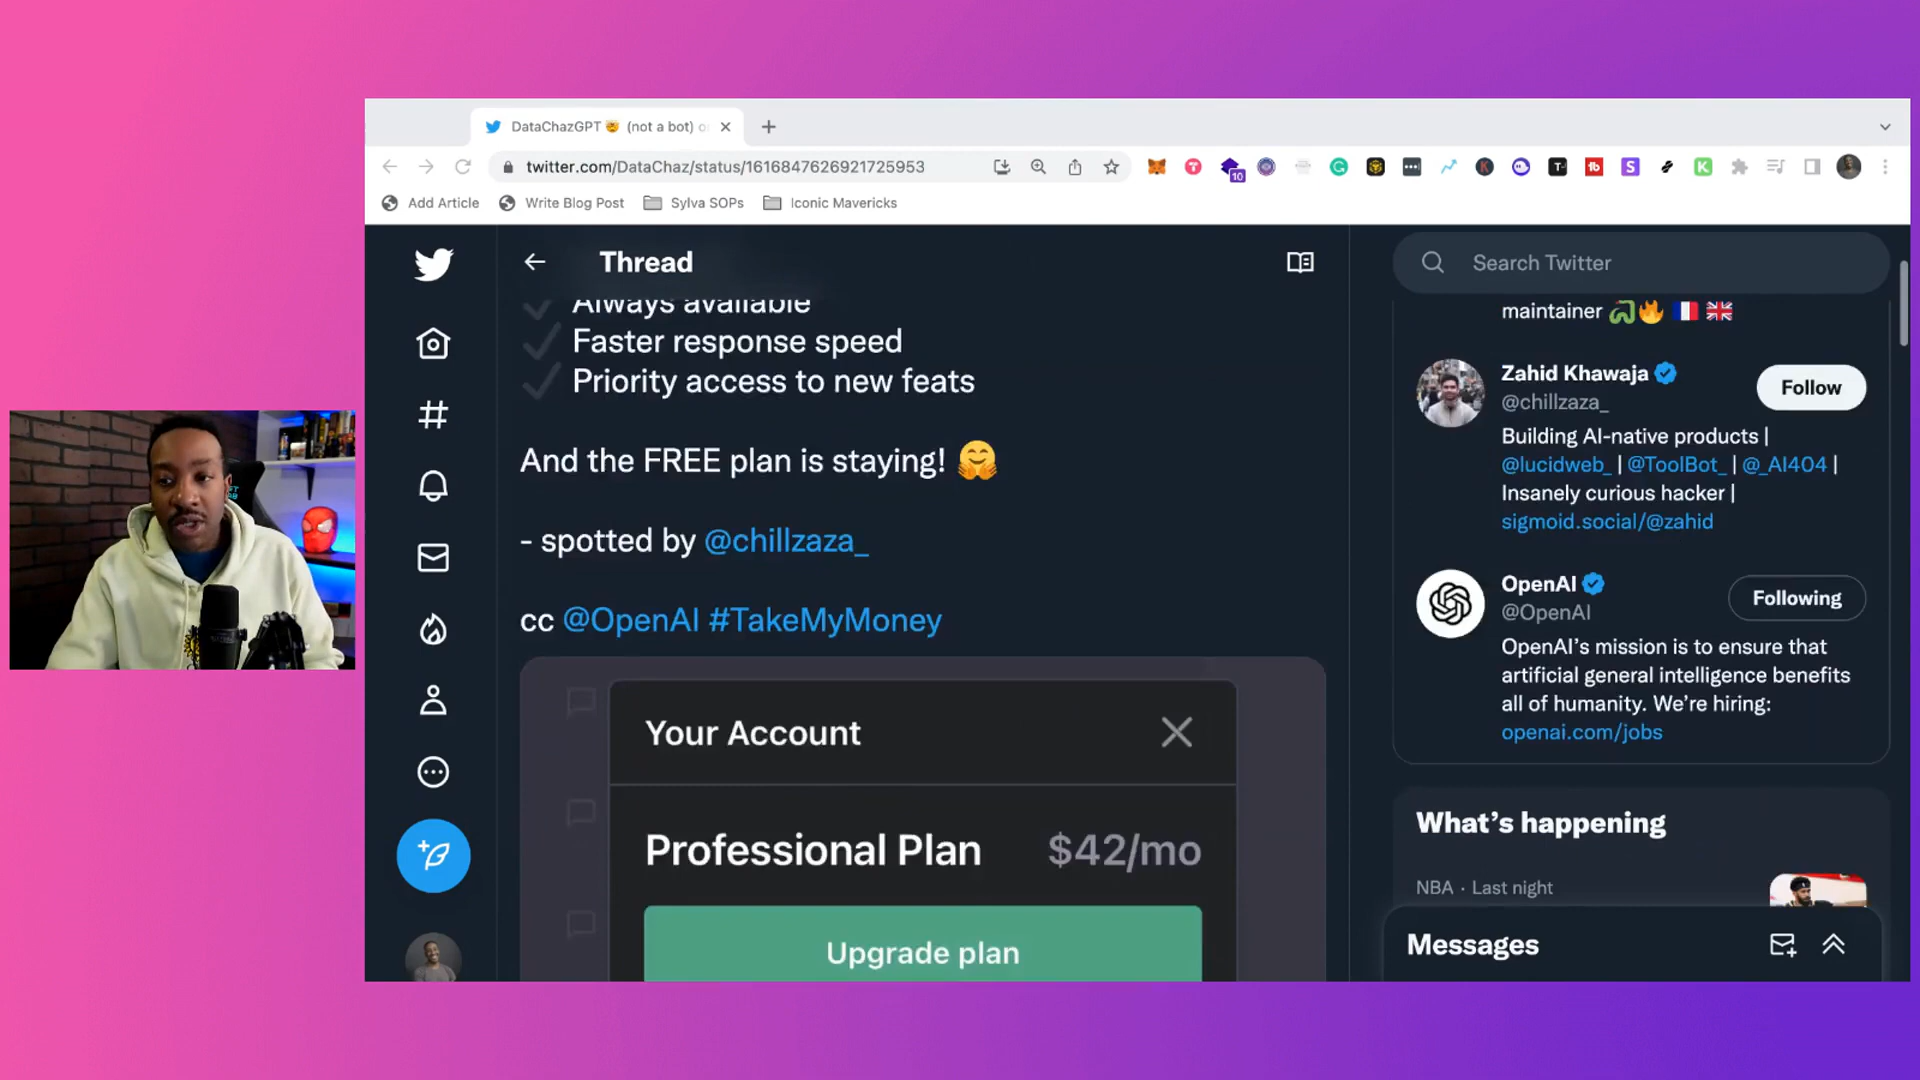 DataChazGPT 🤯 (not a bot) o
twitter.com/DataChaz/status/1616847626921725953
10
Add Article
Write Blog Post
Sylva SOPs
Iconic Mavericks
Thread
Search Twitter
Always available
Faster response speed
Priority access to new feats
And the FREE plan is staying! 🤗
- spotted by @chillzaza_
cc @OpenAI #TakeMyMoney
Your Account
Professional Plan $42/mo
Upgrade plan
maintainer 🐍🔥 🇫🇷 🇬🇧
Zahid Khawaja
@chillzaza_
Follow
Building AI-native products |
@lucidweb_ | @ToolBot_ | @_AI404 |
Insanely curious hacker |
sigmoid.social/@zahid
OpenAI
@OpenAI
Following
OpenAI’s mission is to ensure that
artificial general intelligence benefits
all of humanity. We’re hiring:
openai.com/jobs
What’s happening
NBA · Last night
Messages